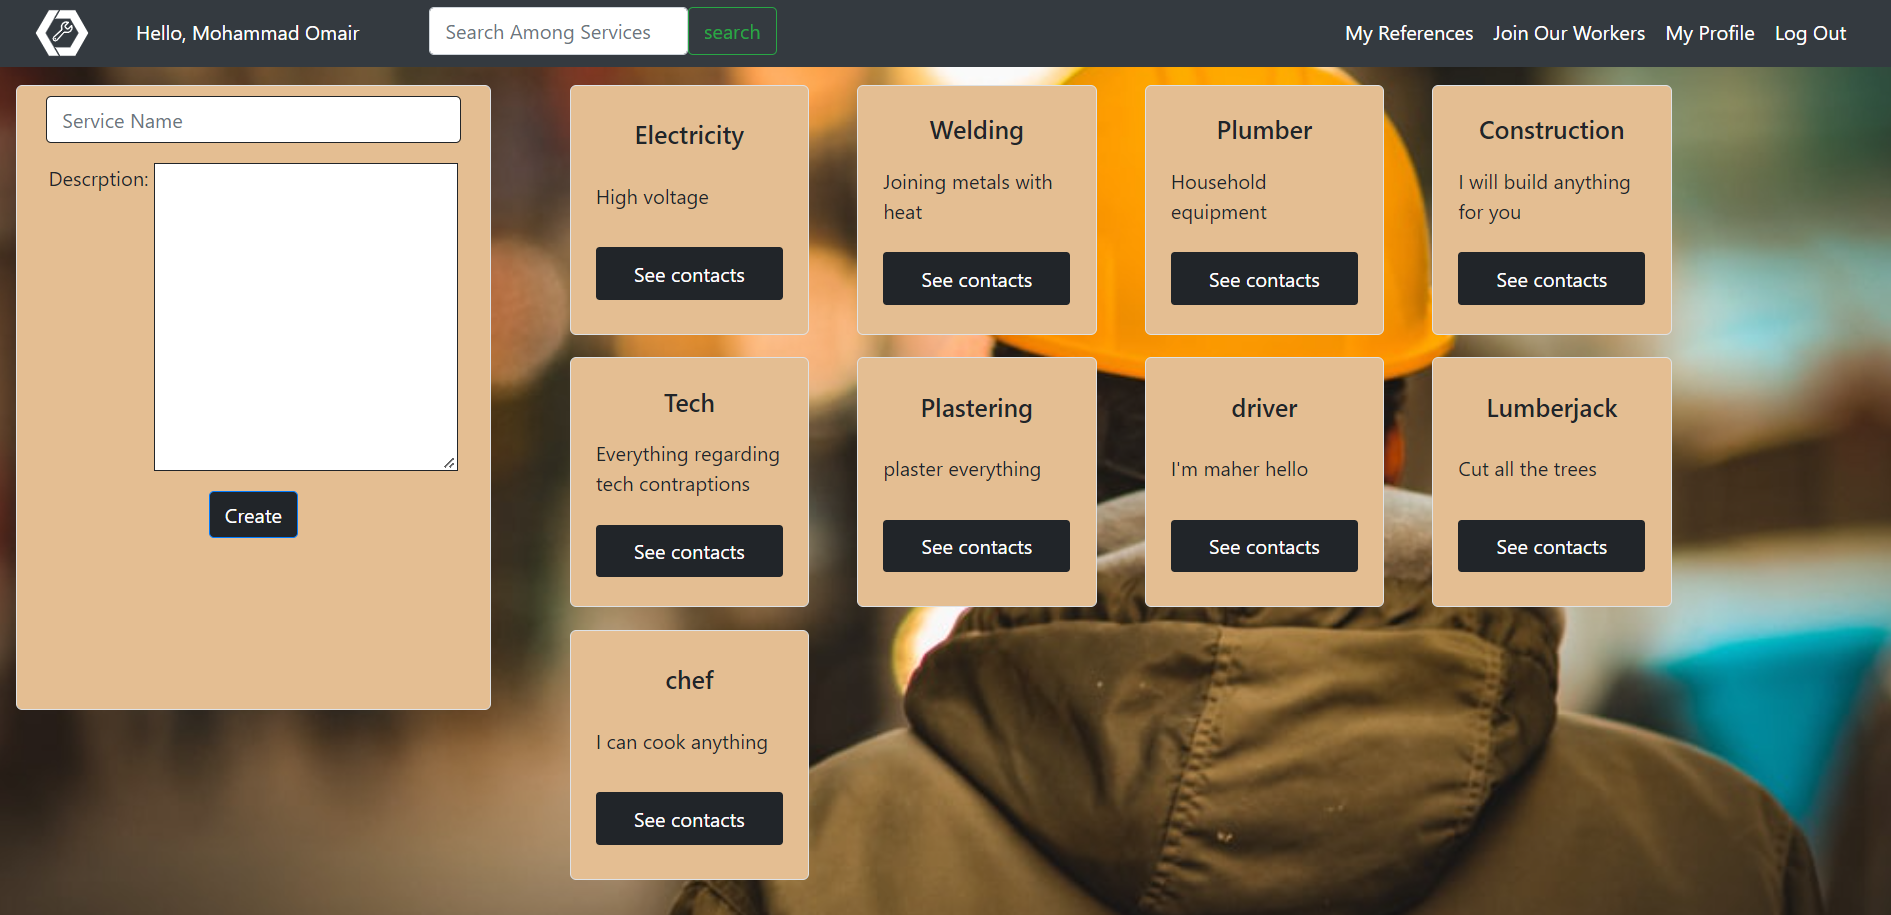 Hello, Mohammad Omair
Search Among Services
search
My References
Join Our Workers
My Profile
Log Out
Service Name
Descrption:
Create
Electricity
High voltage
See contacts
Welding
Joining metals with
heat
See contacts
Plumber
Household
equipment
See contacts
Construction
I will build anything
for you
See contacts
Tech
Everything regarding
tech contraptions
See contacts
Plastering
plaster everything
See contacts
driver
I'm maher hello
See contacts
Lumberjack
Cut all the trees
See contacts
chef
I can cook anything
See contacts